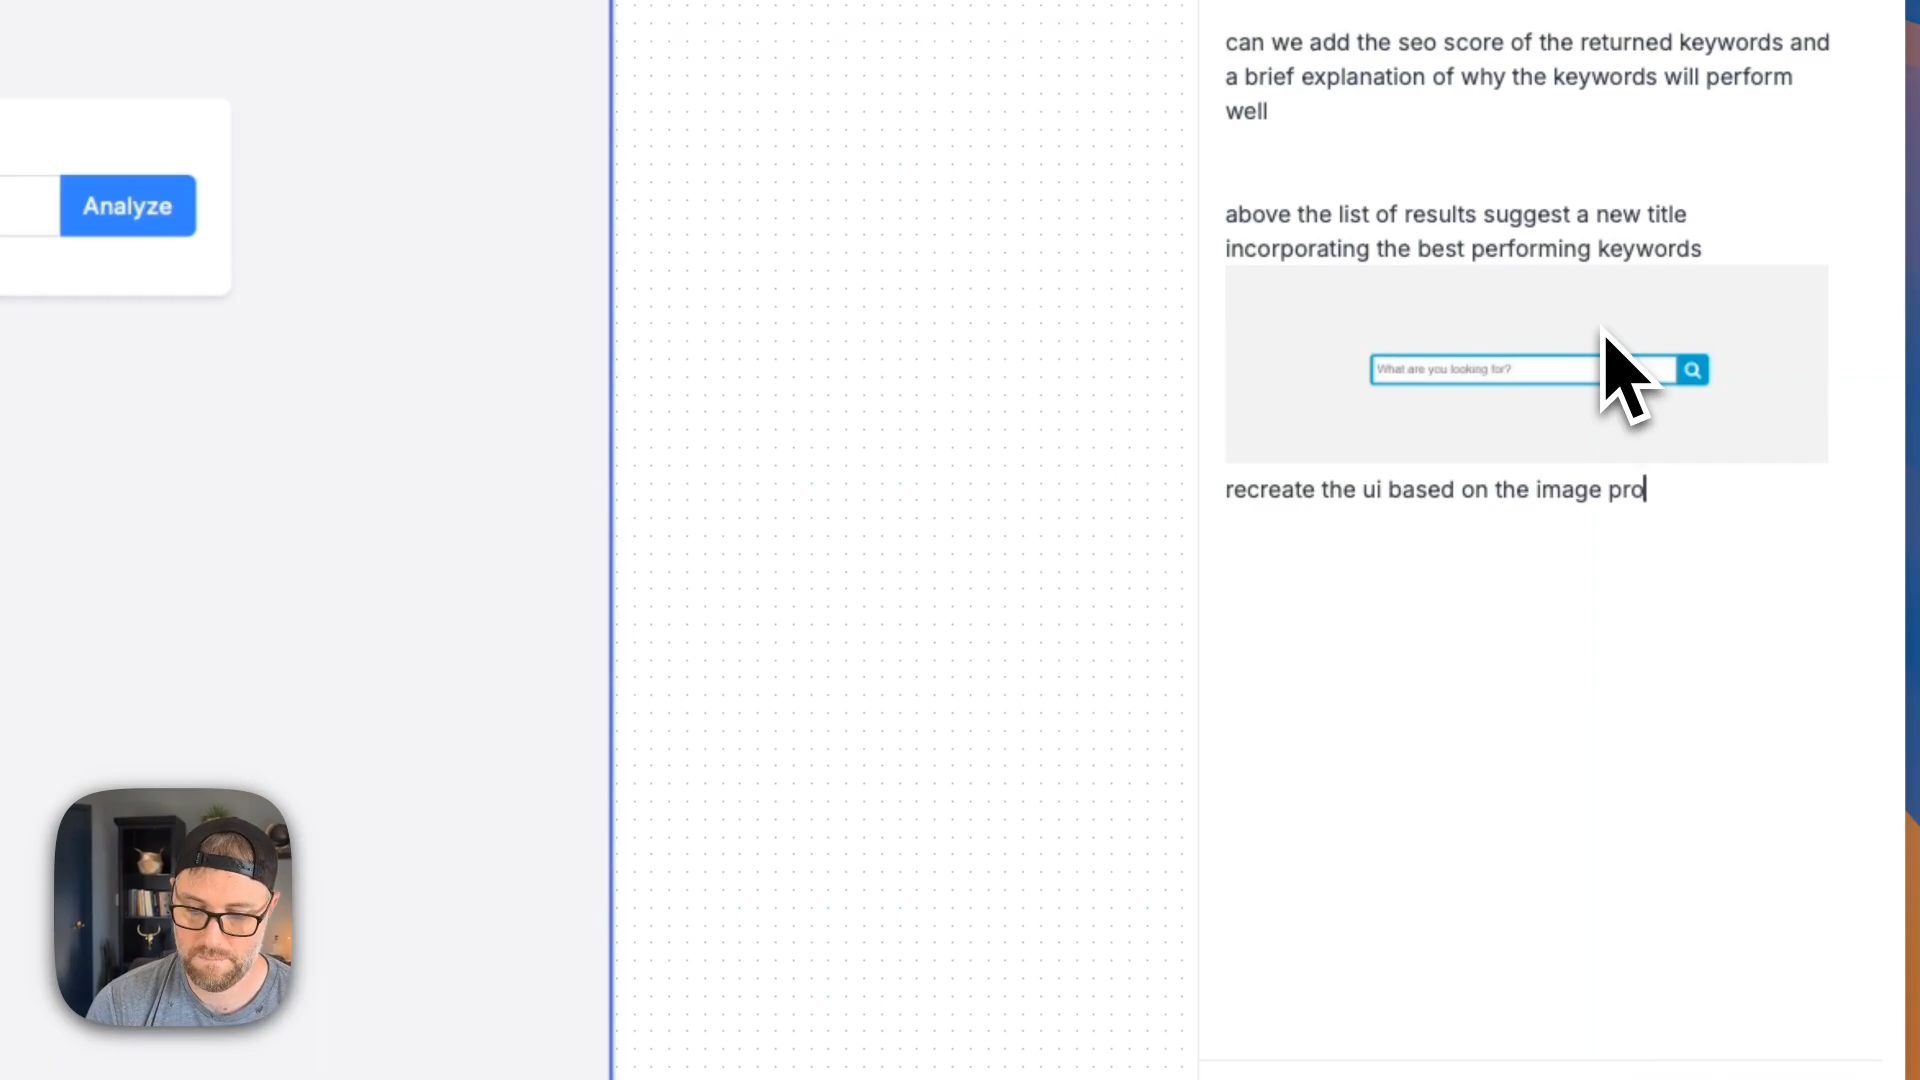 can we add the seo score of the returned keywords and
a brief explanation of why the keywords will perform
well
Analyze
above the list of results suggest a new title
incorporating the best performing keywords
What are you looking for?
recreate the ui based on the image pro